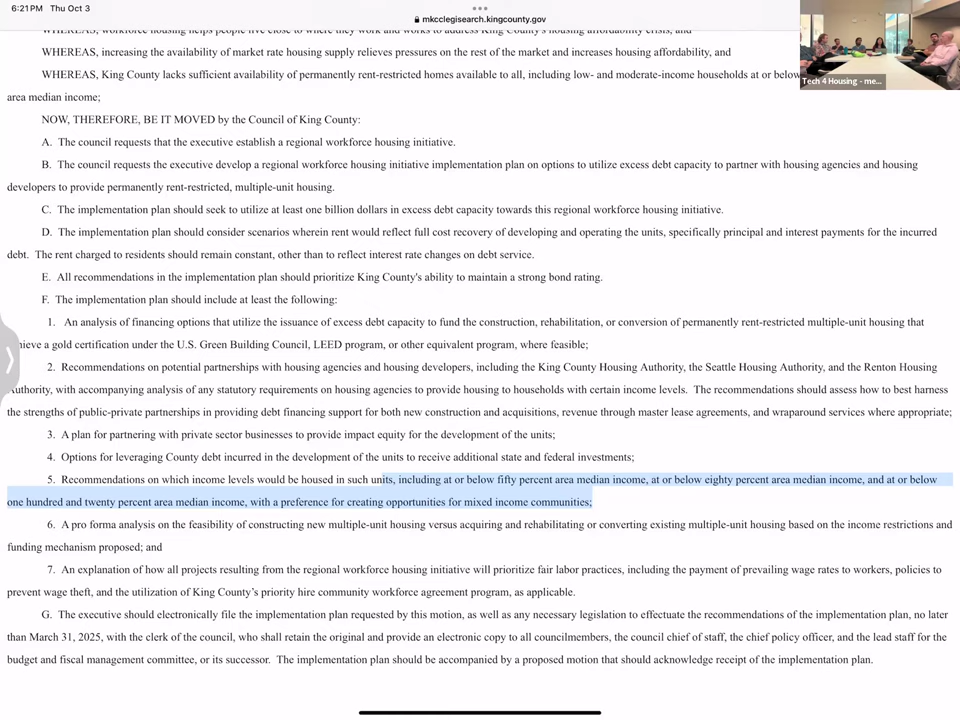 6:21 PM Thu Oct 3
mkcclegisearch.kingcounty.gov
WHEREAS, workforce housing helps people live close to where they work and works to address King County's housing affordability crisis; and
WHEREAS, increasing the availability of market rate housing supply relieves pressures on the rest of the market and increases housing affordability, and
WHEREAS, King County lacks sufficient availability of permanently rent-restricted homes available to all, including low- and moderate-income households at or below
Tech 4 Housing - me...
area median income;
NOW, THEREFORE, BE IT MOVED by the Council of King County:
A. The council requests that the executive establish a regional workforce housing initiative.
B. The council requests the executive develop a regional workforce housing initiative implementation plan on options to utilize excess debt capacity to partner with housing agencies and housing
developers to provide permanently rent-restricted, multiple-unit housing.
C. The implementation plan should seek to utilize at least one billion dollars in excess debt capacity towards this regional workforce housing initiative.
D. The implementation plan should consider scenarios wherein rent would reflect full cost recovery of developing and operating the units, specifically principal and interest payments for the incurred
debt. The rent charged to residents should remain constant, other than to reflect interest rate changes on debt service.
E. All recommendations in the implementation plan should prioritize King County's ability to maintain a strong bond rating.
F. The implementation plan should include at least the following:
1. An analysis of financing options that utilize the issuance of excess debt capacity to fund the construction, rehabilitation, or conversion of permanently rent-restricted multiple-unit housing that
hieve a gold certification under the U.S. Green Building Council, LEED program, or other equivalent program, where feasible;
2. Recommendations on potential partnerships with housing agencies and housing developers, including the King County Housing Authority, the Seattle Housing Authority, and the Renton Housing
Authority, with accompanying analysis of any statutory requirements on housing agencies to provide housing to households with certain income levels. The recommendations should assess how to best harness
the strengths of public-private partnerships in providing debt financing support for both new construction and acquisitions, revenue through master lease agreements, and wraparound services where appropriate;
3. A plan for partnering with private sector businesses to provide impact equity for the development of the units;
4. Options for leveraging County debt incurred in the development of the units to receive additional state and federal investments;
5. Recommendations on which income levels would be housed in such units, including at or below fifty percent area median income, at or below eighty percent area median income, and at or below
one hundred and twenty percent area median income, with a preference for creating opportunities for mixed income communities;
6. A pro forma analysis on the feasibility of constructing new multiple-unit housing versus acquiring and rehabilitating or converting existing multiple-unit housing based on the income restrictions and
funding mechanism proposed; and
7. An explanation of how all projects resulting from the regional workforce housing initiative will prioritize fair labor practices, including the payment of prevailing wage rates to workers, policies to
prevent wage theft, and the utilization of King County's priority hire community workforce agreement program, as applicable.
G. The executive should electronically file the implementation plan requested by this motion, as well as any necessary legislation to effectuate the recommendations of the implementation plan, no later
than March 31, 2025, with the clerk of the council, who shall retain the original and provide an electronic copy to all councilmembers, the council chief of staff, the chief policy officer, and the lead staff for the
budget and fiscal management committee, or its successor. The implementation plan should be accompanied by a proposed motion that should acknowledge receipt of the implementation plan.